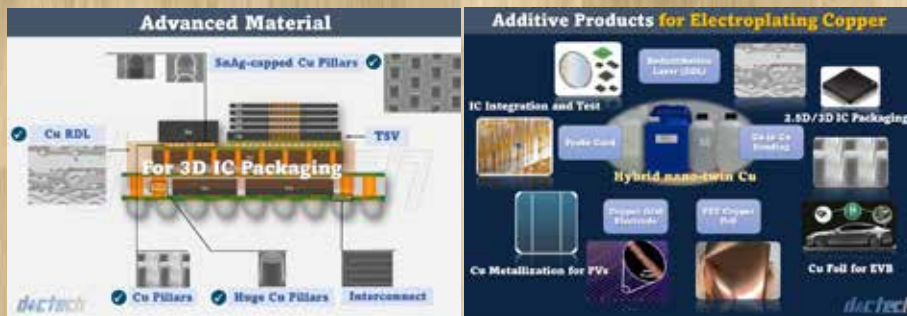 Advanced Material
SnAg-capped Cu Pillars
Cu RDL
TSV
For 3D IC Packaging
Cu Pillars
Huge Cu Pillars
Interconnect
Additive Products for Electroplating Copper
Redistribution
Layer (RDL)
IC Integration and Test
2.5D/3D IC Packaging
Probe Card
Cu to Cu
Bonding
Hybrid nano-twin Cu
Copper Grid
Electrode
PET Copper
Foil
Cu Metallization for PVs
Cu Foil for EVB